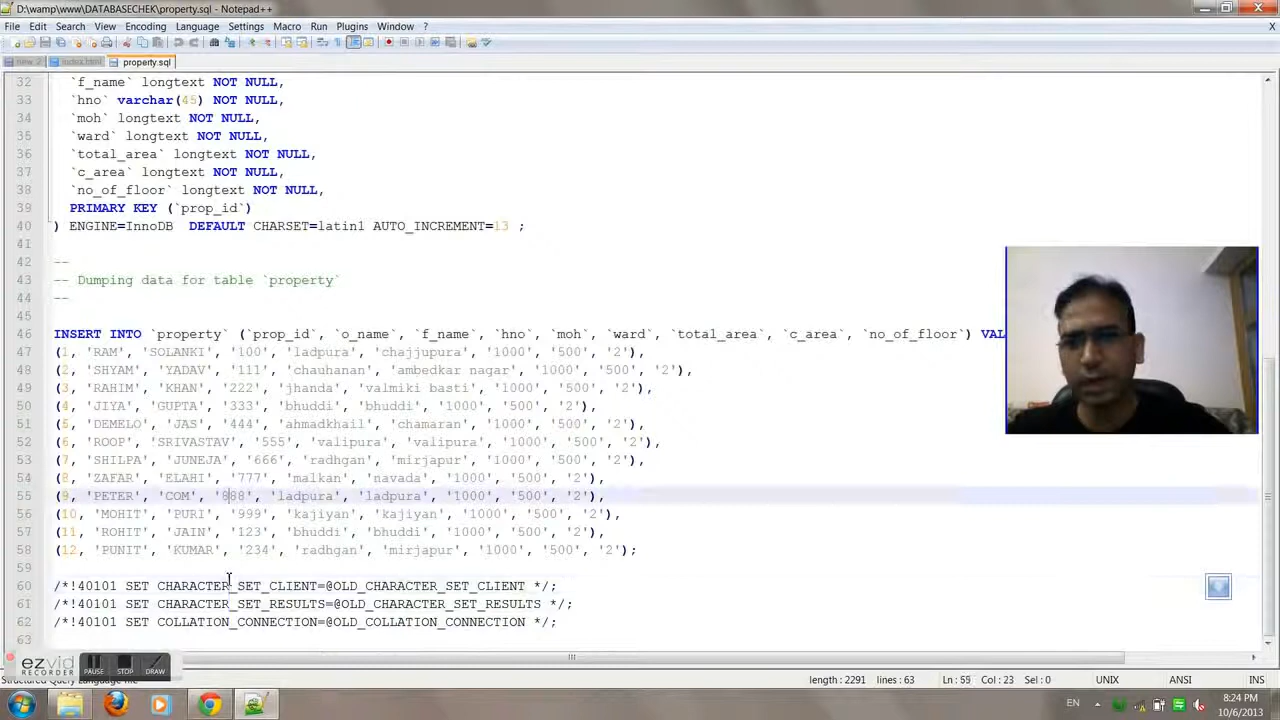 D:\wamp\www\DATABASECHEK\property.sql - Notepad++
File Edit Search View Encoding Language Settings Macro Run Plugins Window ? X
new 2 index.html property.sql
32 `f_name` longtext NOT NULL,
33 `hno` varchar(45) NOT NULL,
34 `moh` longtext NOT NULL,
35 `ward` longtext NOT NULL,
36 `total_area` longtext NOT NULL,
37 `c_area` longtext NOT NULL,
38 `no_of_floor` longtext NOT NULL,
39 PRIMARY KEY (`prop_id`)
40 ) ENGINE=InnoDB DEFAULT CHARSET=latin1 AUTO_INCREMENT=13 ;
41
42 --
43 -- Dumping data for table `property`
44 --
45
46 INSERT INTO `property` (`prop_id`, `o_name`, `f_name`, `hno`, `moh`, `ward`, `total_area`, `c_area`, `no_of_floor`) VAL
47 (1, 'RAM', 'SOLANKI', '100', 'ladpura', 'chajjupura', '1000', '500', '2'),
48 (2, 'SHYAM', 'YADAV', '111', 'chauhanan', 'ambedkar nagar', '1000', '500', '2'),
49 (3, 'RAHIM', 'KHAN', '222', 'jhanda', 'valmiki basti', '1000', '500', '2'),
50 (4, 'JIYA', 'GUPTA', '333', 'bhuddi', 'bhuddi', '1000', '500', '2'),
51 (5, 'DEMELO', 'JAS', '444', 'ahmadkhail', 'chamaran', '1000', '500', '2'),
52 (6, 'ROOP', 'SRIVASTAV', '555', 'valipura', 'valipura', '1000', '500', '2'),
53 (7, 'SHILPA', 'JUNEJA', '666', 'radhgan', 'mirjapur', '1000', '500', '2'),
54 (8, 'ZAFAR', 'ELAHI', '777', 'malkan', 'navada', '1000', '500', '2'),
55 (9, 'PETER', 'COM', '888', 'ladpura', 'ladpura', '1000', '500', '2'),
56 (10, 'MOHIT', 'PURI', '999', 'kajiyan', 'kajiyan', '1000', '500', '2'),
57 (11, 'ROHIT', 'JAIN', '123', 'bhuddi', 'bhuddi', '1000', '500', '2'),
58 (12, 'PUNIT', 'KUMAR', '234', 'radhgan', 'mirjapur', '1000', '500', '2');
59
60 /*!40101 SET CHARACTER_SET_CLIENT=@OLD_CHARACTER_SET_CLIENT */;
61 /*!40101 SET CHARACTER_SET_RESULTS=@OLD_CHARACTER_SET_RESULTS */;
62 /*!40101 SET COLLATION_CONNECTION=@OLD_COLLATION_CONNECTION */;
63
ezvid
RECORDER
PAUSE STOP DRAW
length : 2291 lines : 63 Ln : 55 Col : 23 Sel : 0 UNIX ANSI INS
EN 8:24 PM
10/6/2013